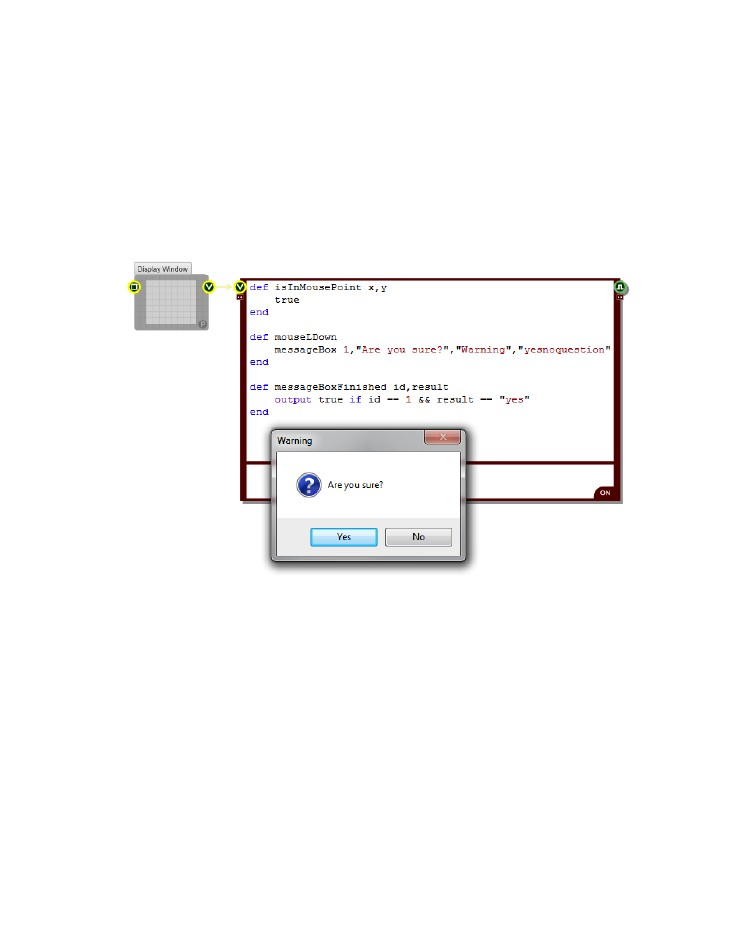 Display Window
def isInMousePoint x,y
    true
end
def mouseLDown
    messageBox 1,"Are you sure?","Warning","yesnoquestion"
end
def messageBoxFinished id,result
    output true if id == 1 && result == "yes"
end
Warning
Are you sure?
Yes No
ON